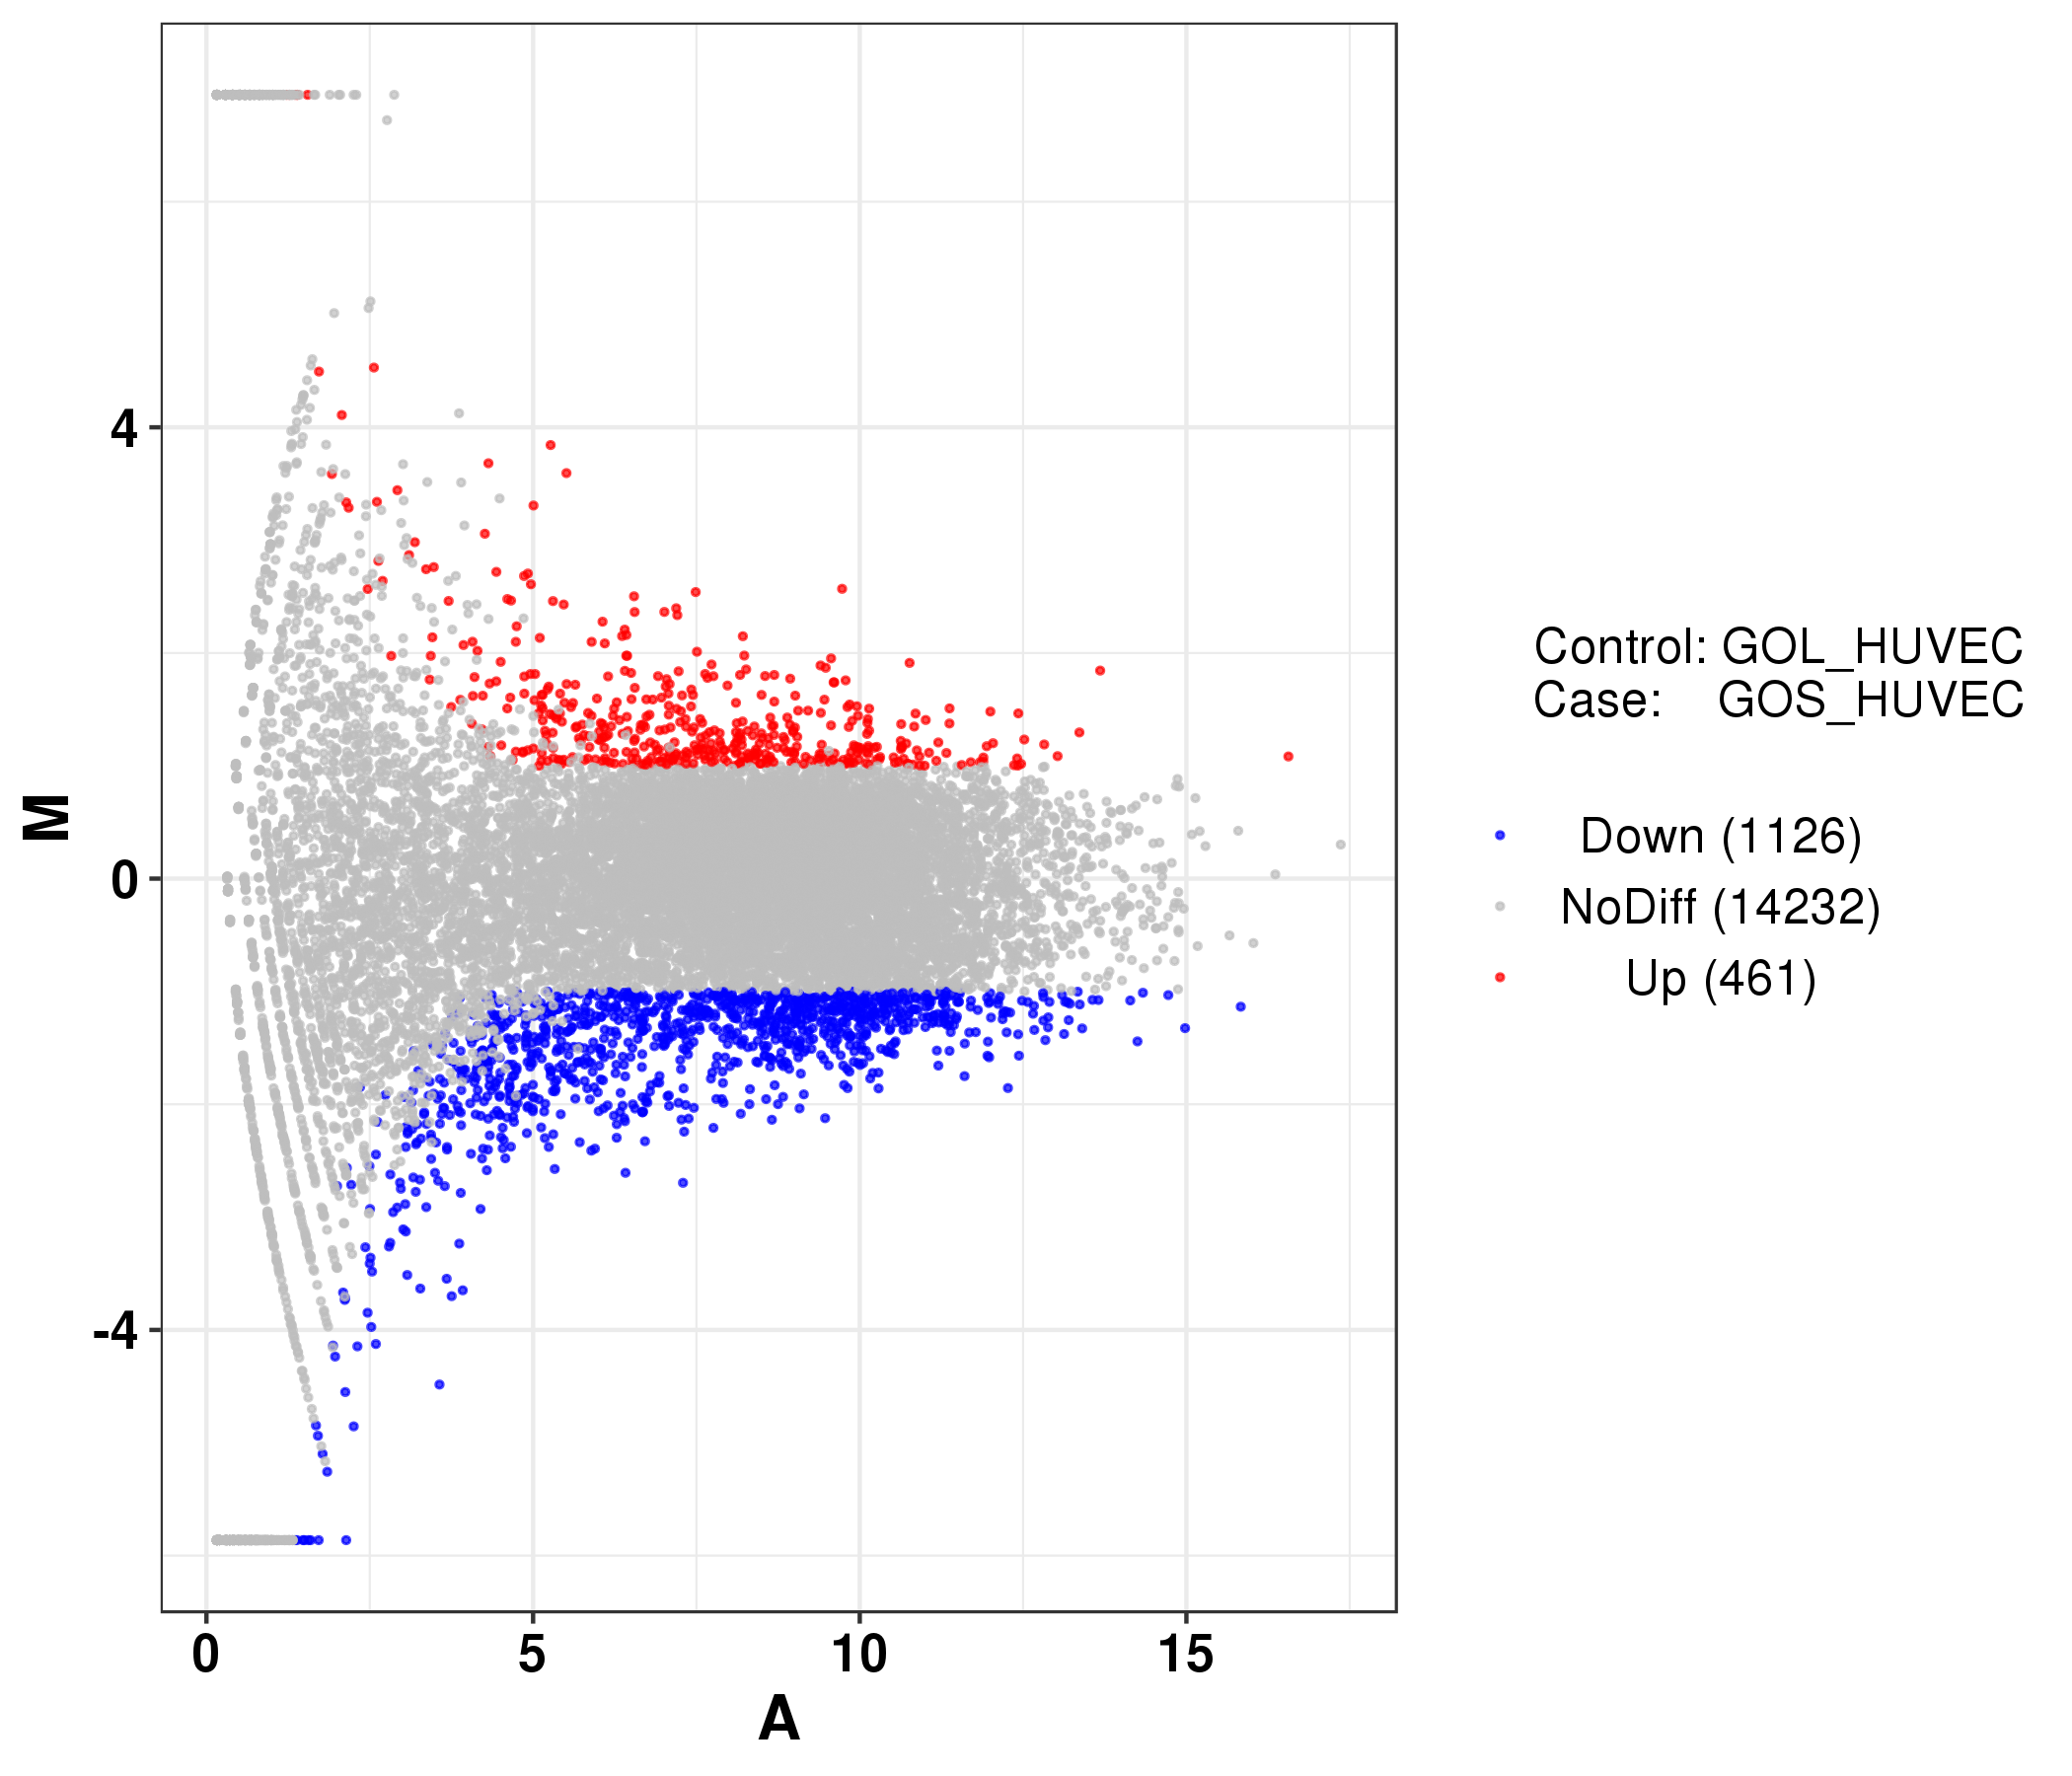 4
0
-4
M
0 5 10 15
A
Control: GOL_HUVEC
Case: GOS_HUVEC
Down (1126)
NoDiff (14232)
Up (461)